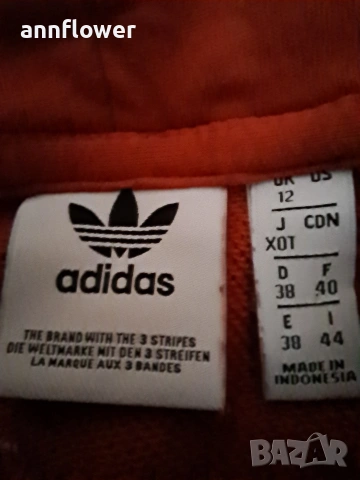 annflower
adidas
THE BRAND WITH THE 3 STRIPES
DIE WELTMARKE MIT DEN 3 STREIFEN
LA MARQUE AUX 3 BANDES
UK US
12
J CDN
XOT
D F
38 40
E I
38 44
MADE IN
INDONESIA
BAZAR